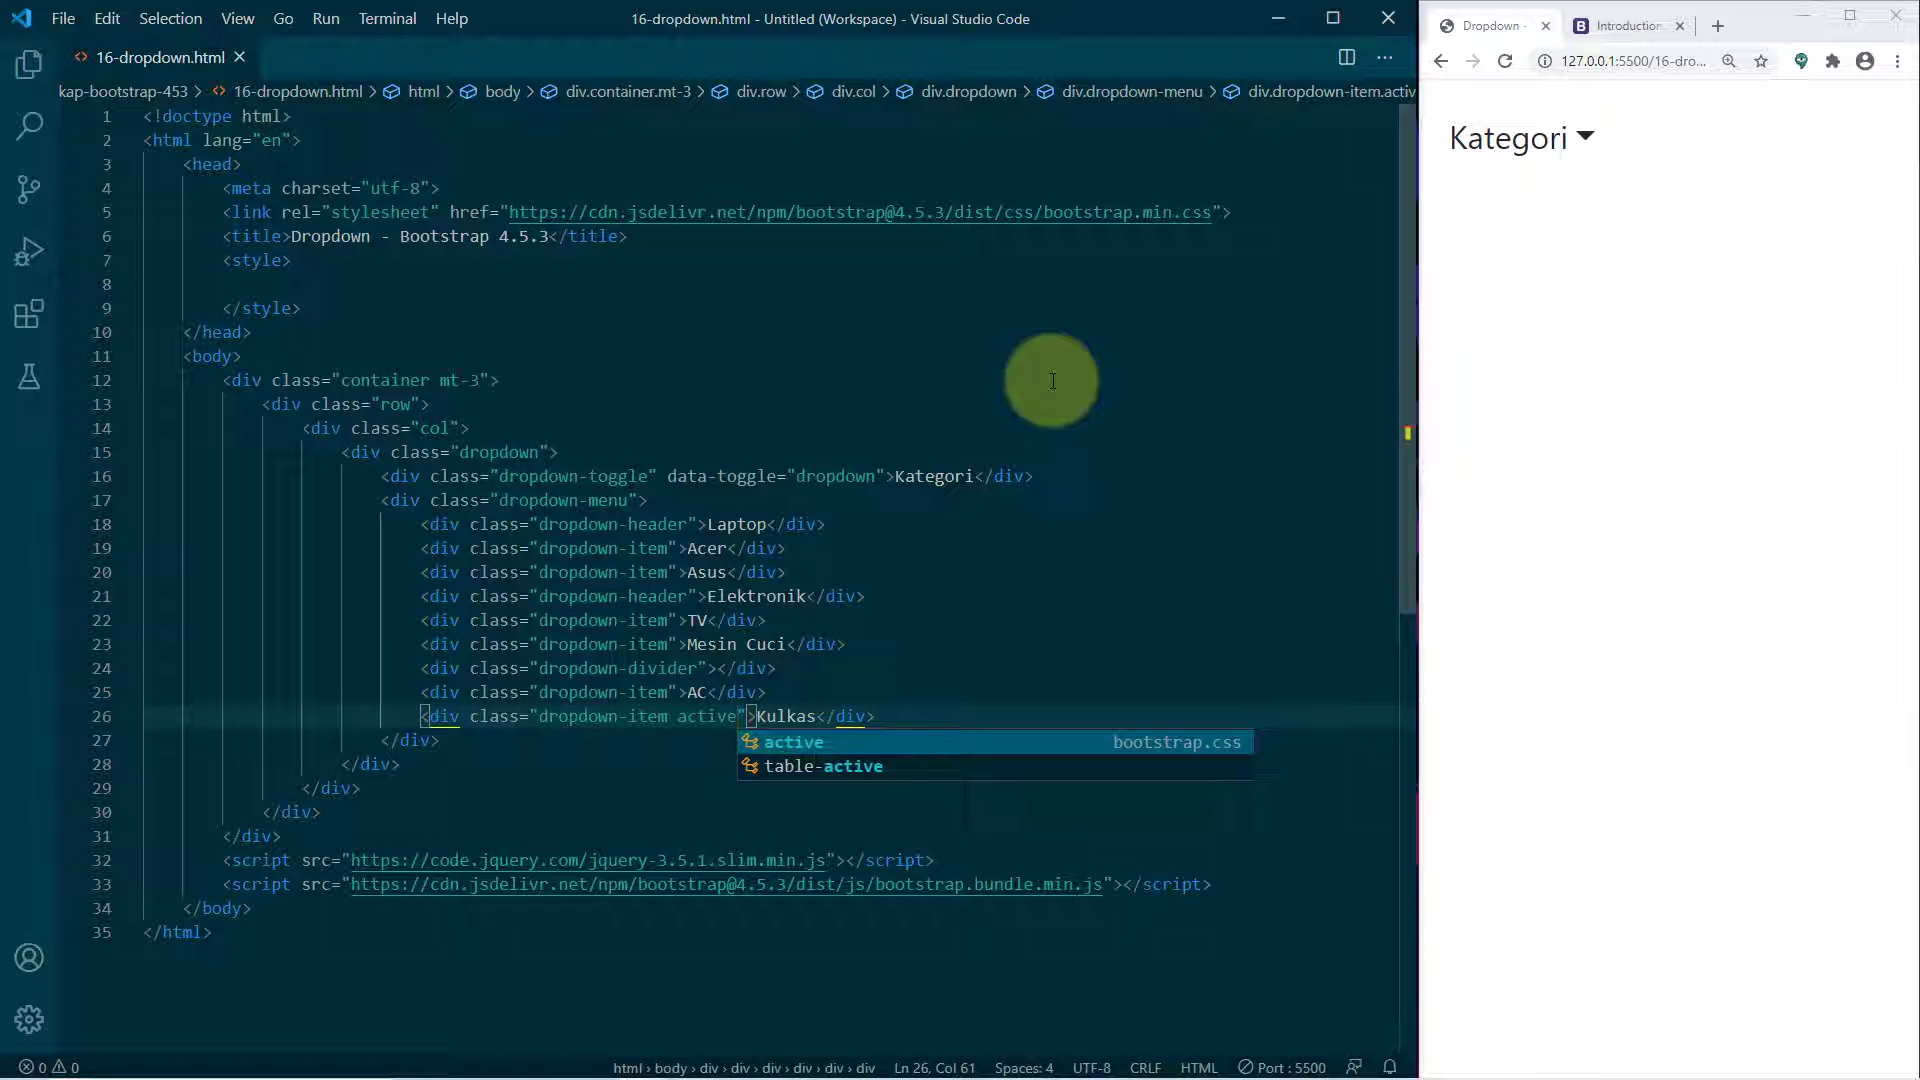 File Edit Selection View Go Run Terminal Help 16-dropdown.html - Untitled (Workspace) - Visual Studio Code
16-dropdown.html
kap-bootstrap-453 > 16-dropdown.html > html > body > div.container.mt-3 > div.row > div.col > div.dropdown > div.dropdown-menu > div.dropdown-item.activ
1 <!doctype html>
2 <html lang="en">
3 <head>
4 <meta charset="utf-8">
5 <link rel="stylesheet" href="https://cdn.jsdelivr.net/npm/bootstrap@4.5.3/dist/css/bootstrap.min.css">
6 <title>Dropdown - Bootstrap 4.5.3</title>
7 <style>
8
9 </style>
10 </head>
11 <body>
12 <div class="container mt-3">
13 <div class="row">
14 <div class="col">
15 <div class="dropdown">
16 <div class="dropdown-toggle" data-toggle="dropdown">Kategori</div>
17 <div class="dropdown-menu">
18 <div class="dropdown-header">Laptop</div>
19 <div class="dropdown-item">Acer</div>
20 <div class="dropdown-item">Asus</div>
21 <div class="dropdown-header">Elektronik</div>
22 <div class="dropdown-item">TV</div>
23 <div class="dropdown-item">Mesin Cuci</div>
24 <div class="dropdown-divider"></div>
25 <div class="dropdown-item">AC</div>
26 <div class="dropdown-item active">Kulkas</div>
27 </div>
active bootstrap.css
28 </div>
table-active
29 </div>
30 </div>
31 </div>
32 <script src="https://code.jquery.com/jquery-3.5.1.slim.min.js"></script>
33 <script src="https://cdn.jsdelivr.net/npm/bootstrap@4.5.3/dist/js/bootstrap.bundle.min.js"></script>
34 </body>
35 </html>
0 0 html > body > div > div > div > div > div > div Ln 26, Col 61 Spaces: 4 UTF-8 CRLF HTML Port : 5500
Dropdown - Introduction
127.0.0.1:5500/16-dro...
Kategori